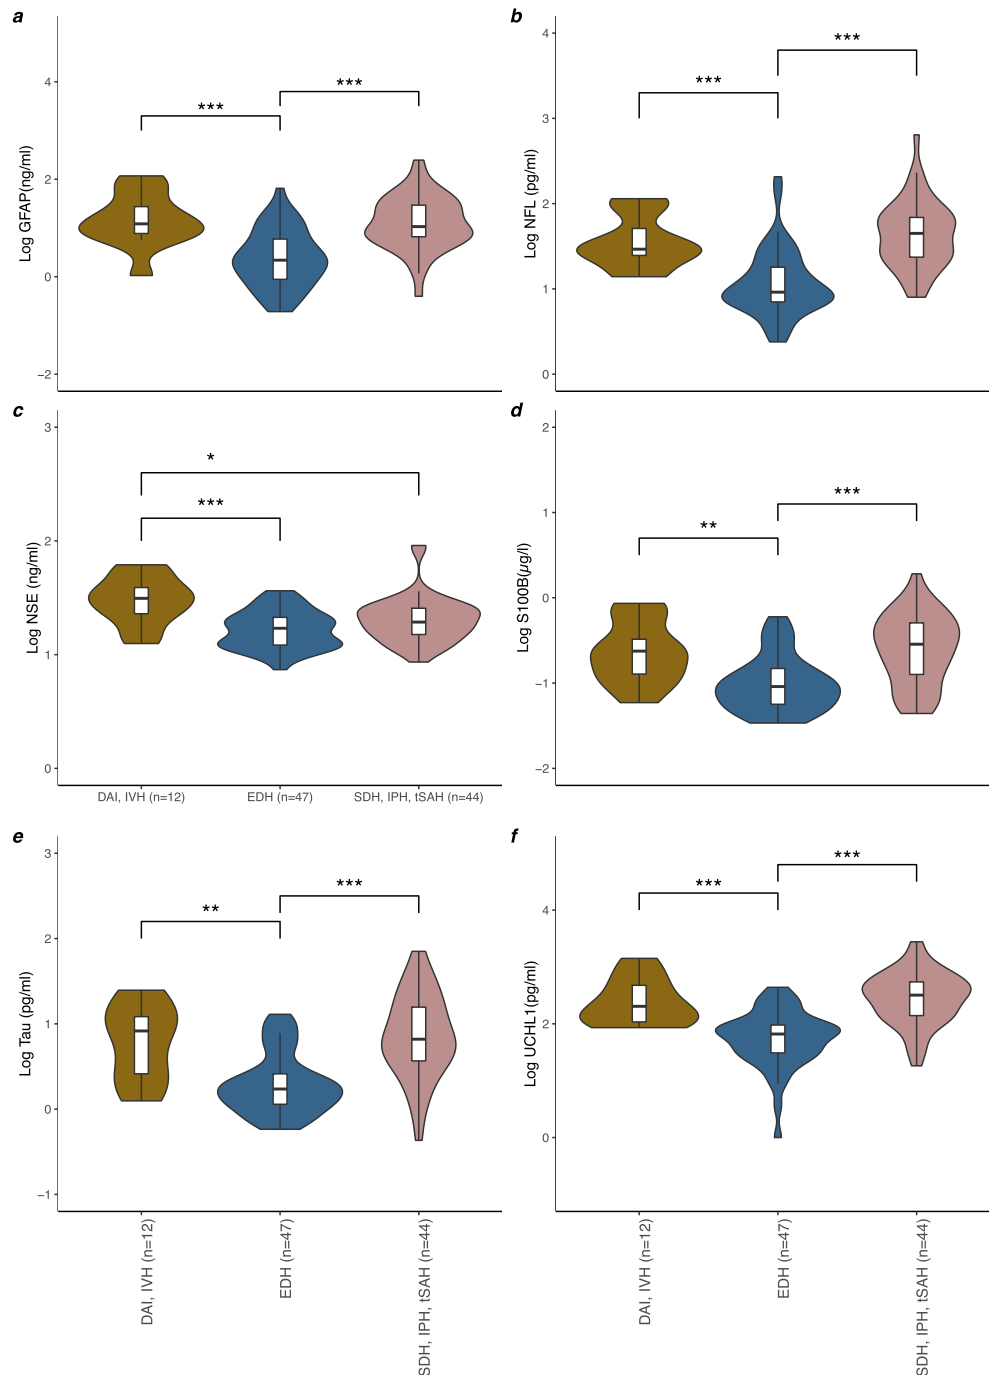 a
Log GFAP(ng/ml)
4
2
0
−2
***
***
b
Log NFL (pg/ml)
4
3
2
1
0
***
***
c
Log NSE (ng/ml)
3
2
1
0
*
***
DAI, IVH (n=12)
EDH (n=47)
SDH, IPH, tSAH (n=44)
d
Log S100B(µg/l)
2
1
0
−1
−2
**
***
e
Log Tau (pg/ml)
3
2
1
0
−1
**
***
DAI, IVH (n=12)
EDH (n=47)
SDH, IPH, tSAH (n=44)
f
Log UCHL1(pg/ml)
4
2
0
***
***
DAI, IVH (n=12)
EDH (n=47)
SDH, IPH, tSAH (n=44)